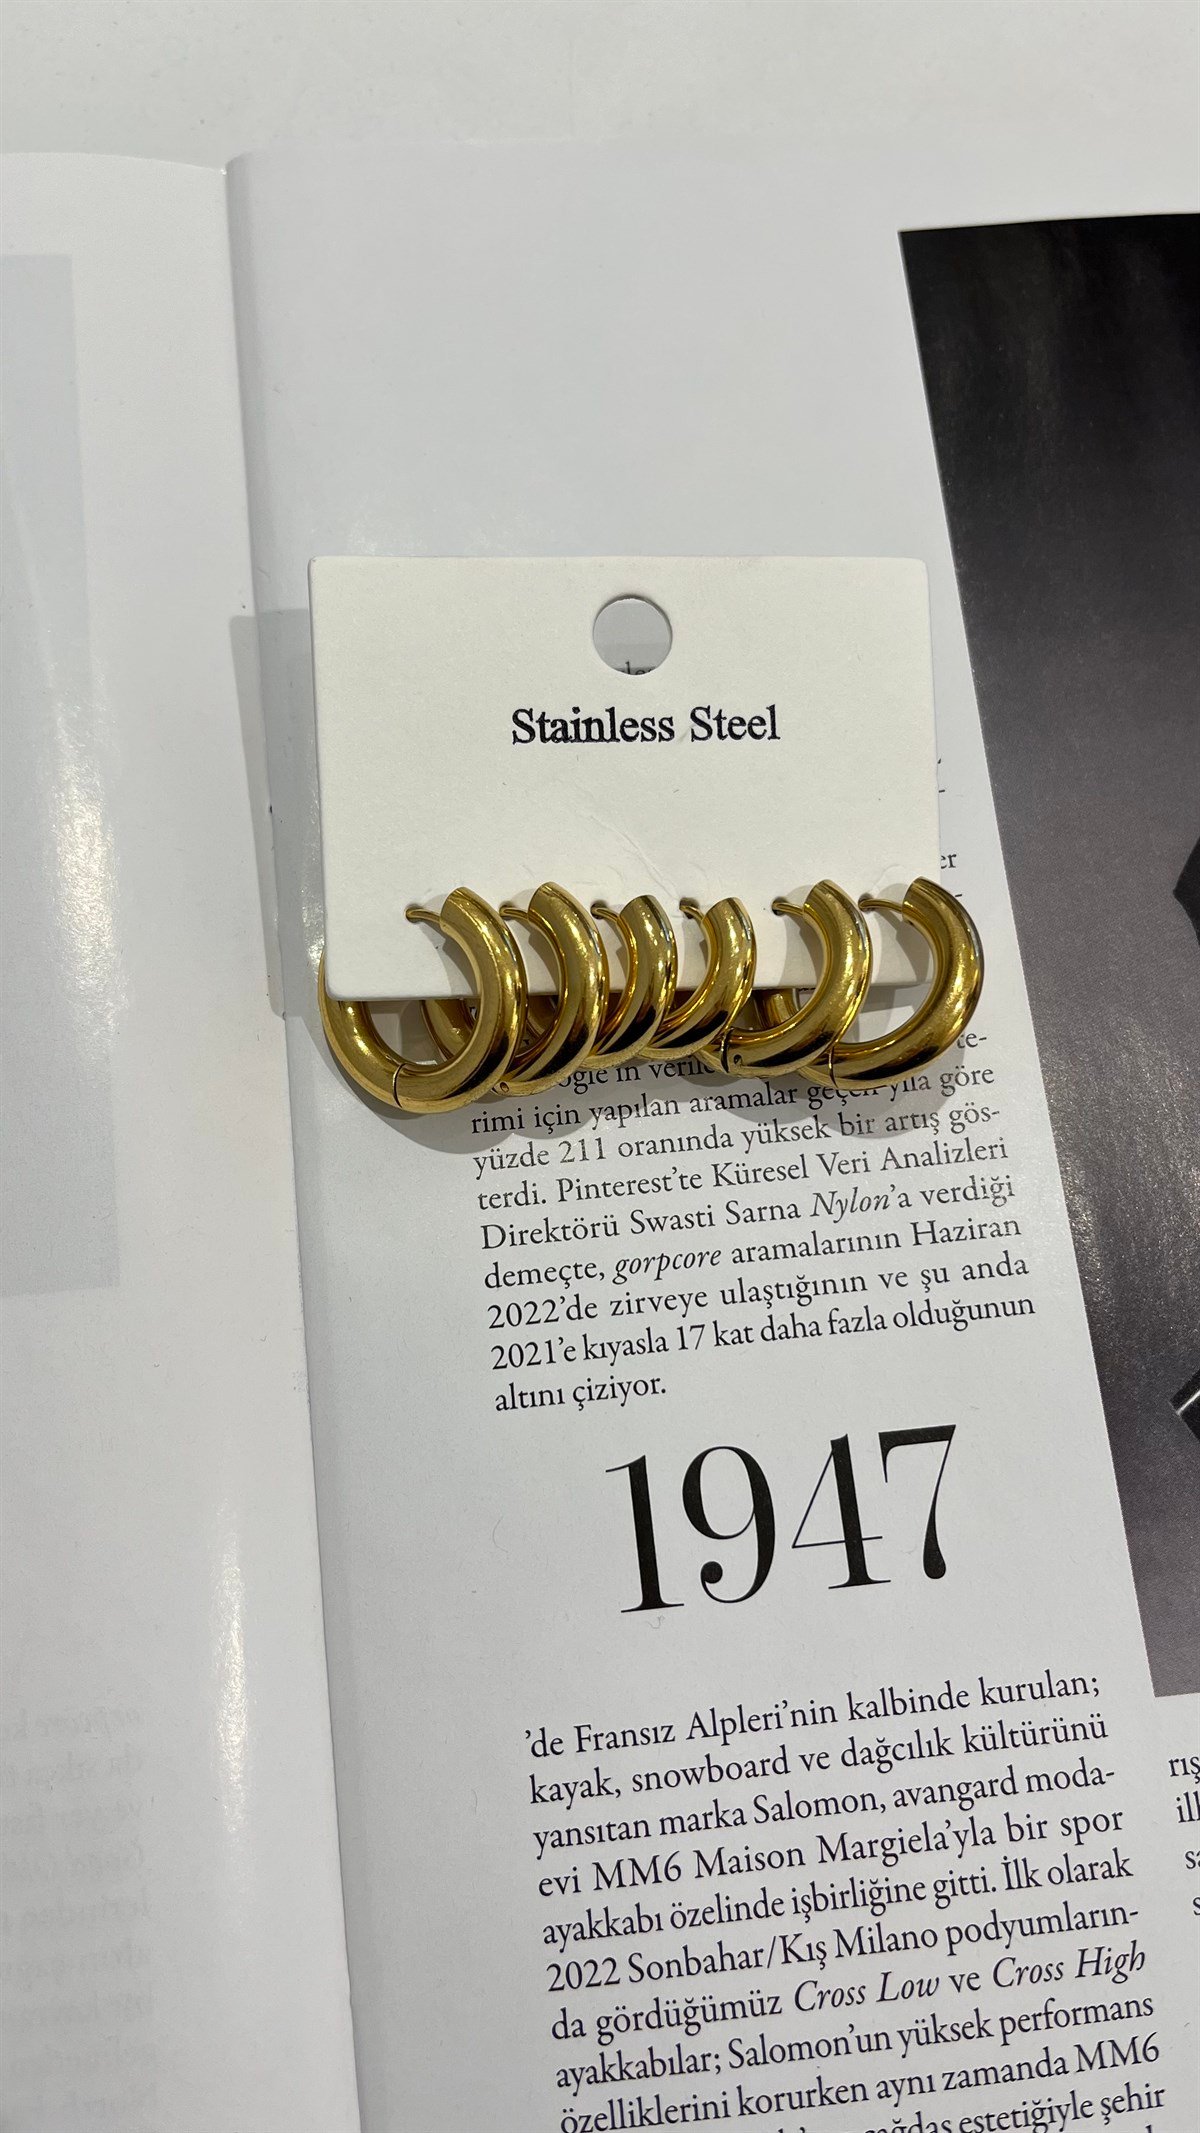 Stainless Steel
rimi için yapılan aramalar geçen yıla göre
yüzde 211 oranında yüksek bir artış gös-
terdi. Pinterest’te Küresel Veri Analizleri
Direktörü Swasti Sarna Nylon’a verdiği
demeçte, gorpcore aramalarının Haziran
2022’de zirveye ulaştığının ve şu anda
2021’e kıyasla 17 kat daha fazla olduğunun
altını çiziyor.
1947
’de Fransız Alpleri’nin kalbinde kurulan;
kayak, snowboard ve dağcılık kültürünü
yansıtan marka Salomon, avangard moda-
evi MM6 Maison Margiela’yla bir spor
ayakkabı özelinde işbirliğine gitti. İlk olarak
2022 Sonbahar/Kış Milano podyumların-
da gördüğümüz Cross Low ve Cross High
ayakkabılar; Salomon’un yüksek performans
özelliklerini korurken aynı zamanda MM6
estetiğiyle şehir